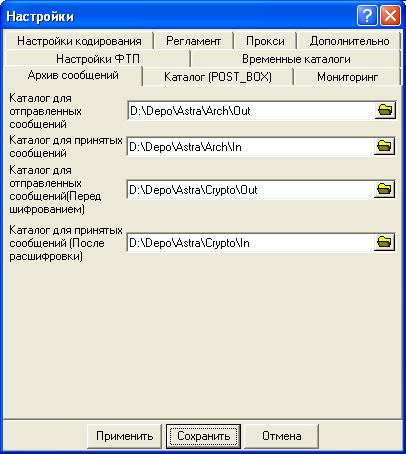 Настройки
Настройки кодирования Регламент Прокси Дополнительно
Настройки ФТП Временные каталоги
Архив сообщений Каталог (POST_BOX) Мониторинг
Каталог для
отправленных
сообщений
D:\Depo\Astra\Arch\Out
Каталог для принятых
сообщений
D:\Depo\Astra\Arch\In
Каталог для
отправленных
сообщений(Перед
шифрованием)
D:\Depo\Astra\Crypto\Out
Каталог для принятых
сообщений (После
расшифровки)
D:\Depo\Astra\Crypto\In
Применить Сохранить Отмена